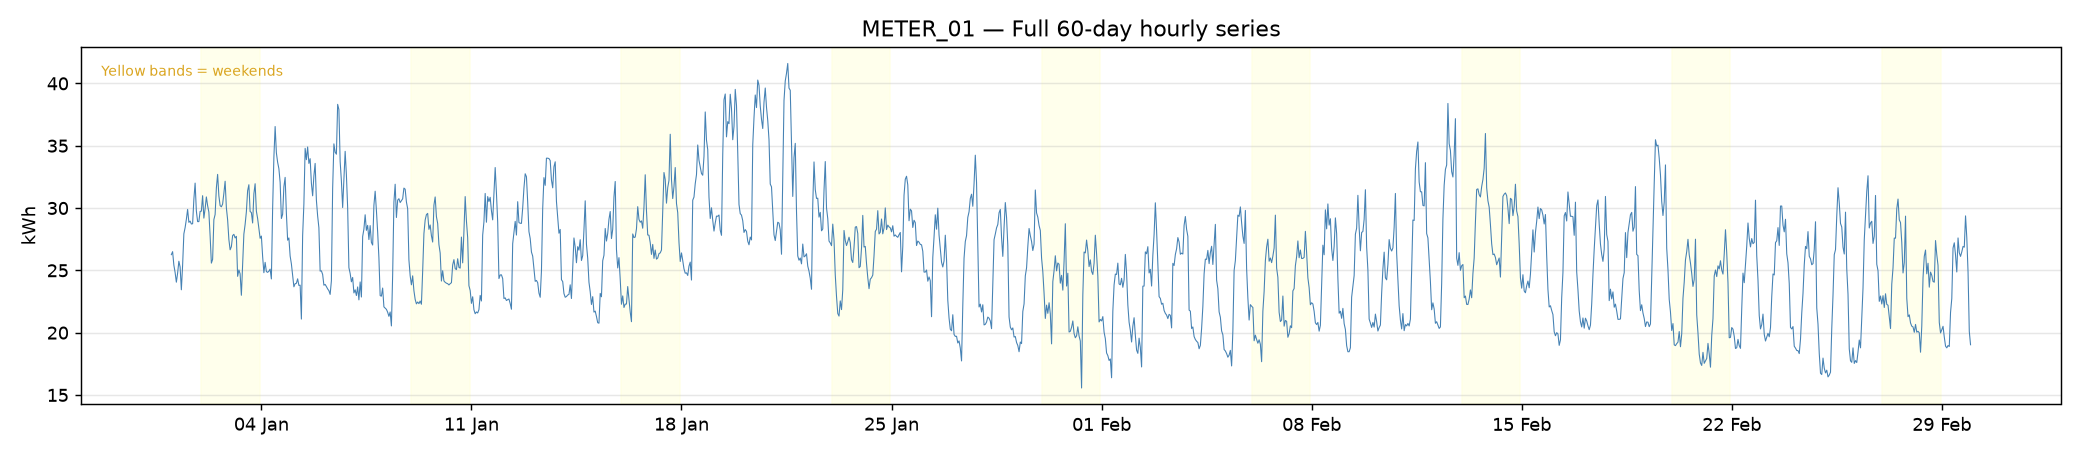 METER_01 — Full 60-day hourly series
Yellow bands = weekends
kWh
40
35
30
25
20
15
04 Jan
11 Jan
18 Jan
25 Jan
01 Feb
08 Feb
15 Feb
22 Feb
29 Feb